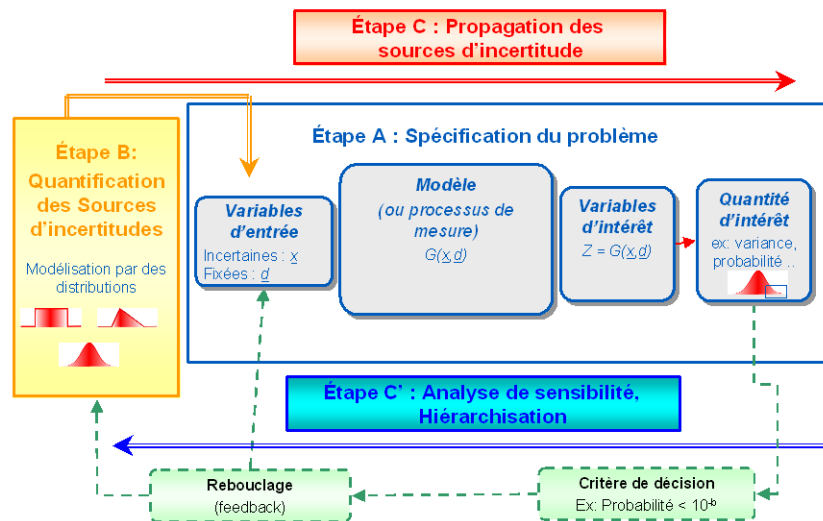 Étape C : Propagation des
sources d'incertitude
Étape B:
Quantification
des Sources
d'incertitudes
Modélisation par des
distributions
Étape A : Spécification du problème
Variables
d'entrée
Incertaines : x
Fixées : d
Modèle
(ou processus de
mesure)
G(x,d)
Variables
d'intérêt
Z = G(x,d)
Quantité
d'intérêt
ex: variance,
probabilité ..
Étape C' : Analyse de sensibilité,
Hiérarchisation
Rebouclage
(feedback)
Critère de décision
Ex: Probabilité < 10